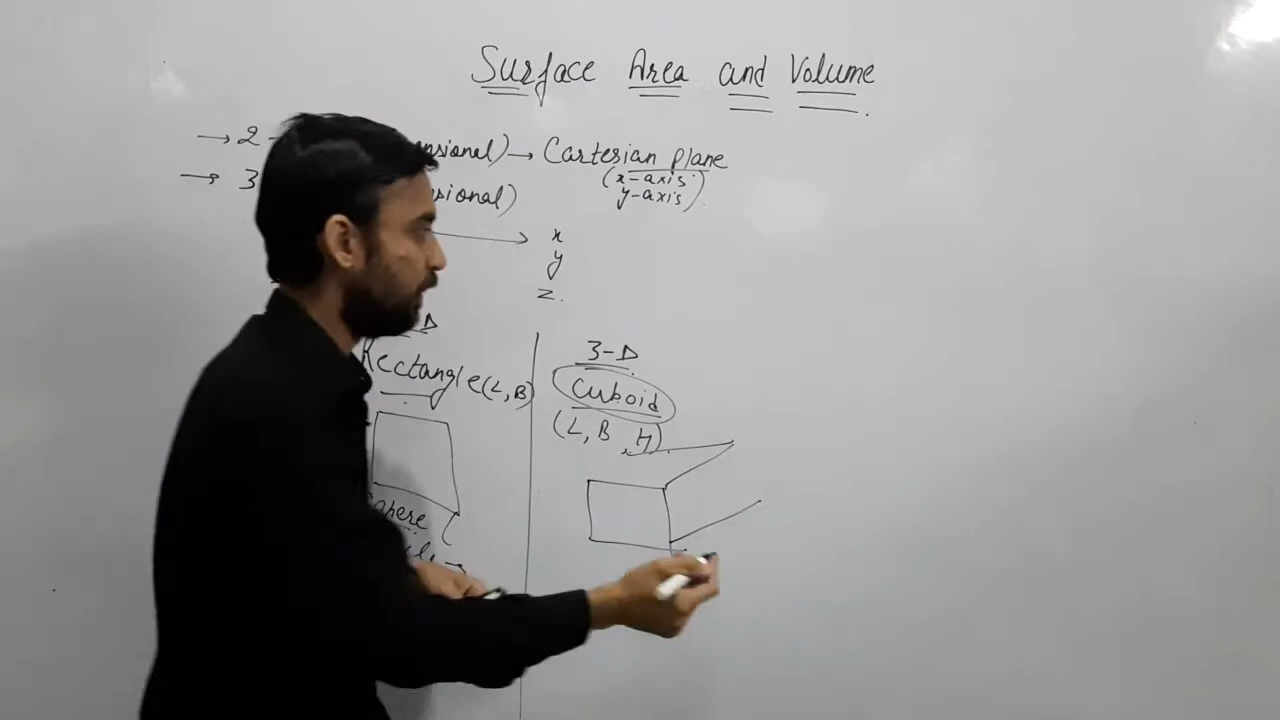 Surface Area and Volume
→ 2 - ensional) → Cartesian plane
(x-axis
y-axis)
→ 3 sional)
→ x
y
z.
D
Rectangle (L, B)
3-D
Cuboid
(L, B, H)
phere